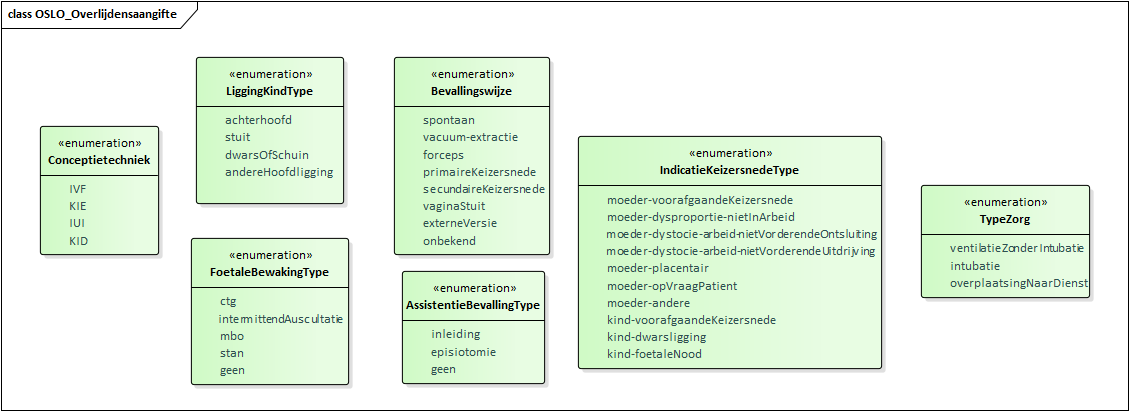 class OSLO_Overlijdensaangifte
«enumeration»
Conceptietechniek
IVF
KIE
IUI
KID
«enumeration»
LiggingKindType
achterhoofd
stuit
dwarsOfSchuin
andereHoofdligging
«enumeration»
FoetaleBewakingType
ctg
intermittendAuscultatie
mbo
stan
geen
«enumeration»
Bevallingswijze
spontaan
vacuum-extractie
forceps
primaireKeizersnede
secundaireKeizersnede
vaginaStuit
externeVersie
onbekend
«enumeration»
AssistentieBevallingType
inleiding
episiotomie
geen
«enumeration»
IndicatieKeizersnedeType
moeder-voorafgaandeKeizersnede
moeder-dysproportie-nietInArbeid
moeder-dystocie-arbeid-nietVorderendeOntsluiting
moeder-dystocie-arbeid-nietVorderendeUitdrijving
moeder-placentair
moeder-opVraagPatient
moeder-andere
kind-voorafgaandeKeizersnede
kind-dwarsligging
kind-foetaleNood
«enumeration»
TypeZorg
ventilatieZonderIntubatie
intubatie
overplaatsingNaarDienst